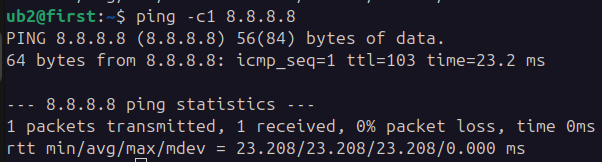 ub2@first:~$ ping -c1 8.8.8.8
PING 8.8.8.8 (8.8.8.8) 56(84) bytes of data.
64 bytes from 8.8.8.8: icmp_seq=1 ttl=103 time=23.2 ms

--- 8.8.8.8 ping statistics ---
1 packets transmitted, 1 received, 0% packet loss, time 0ms
rtt min/avg/max/mdev = 23.208/23.208/23.208/0.000 ms